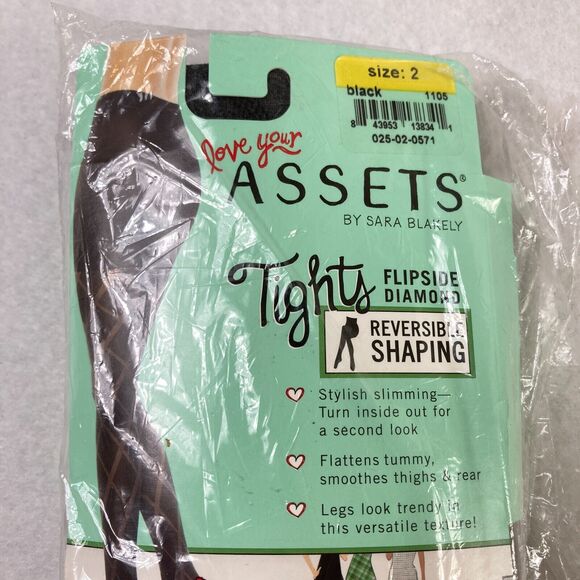 size: 2
black 1105
8 43953 13834 1
025-02-0571
love your
ASSETS®
BY SARA BLAKELY
Tights FLIPSIDE
DIAMOND
REVERSIBLE
SHAPING
Stylish slimming—
Turn inside out for
a second look
Flattens tummy,
smoothes thighs & rear
Legs look trendy in
this versatile texture!